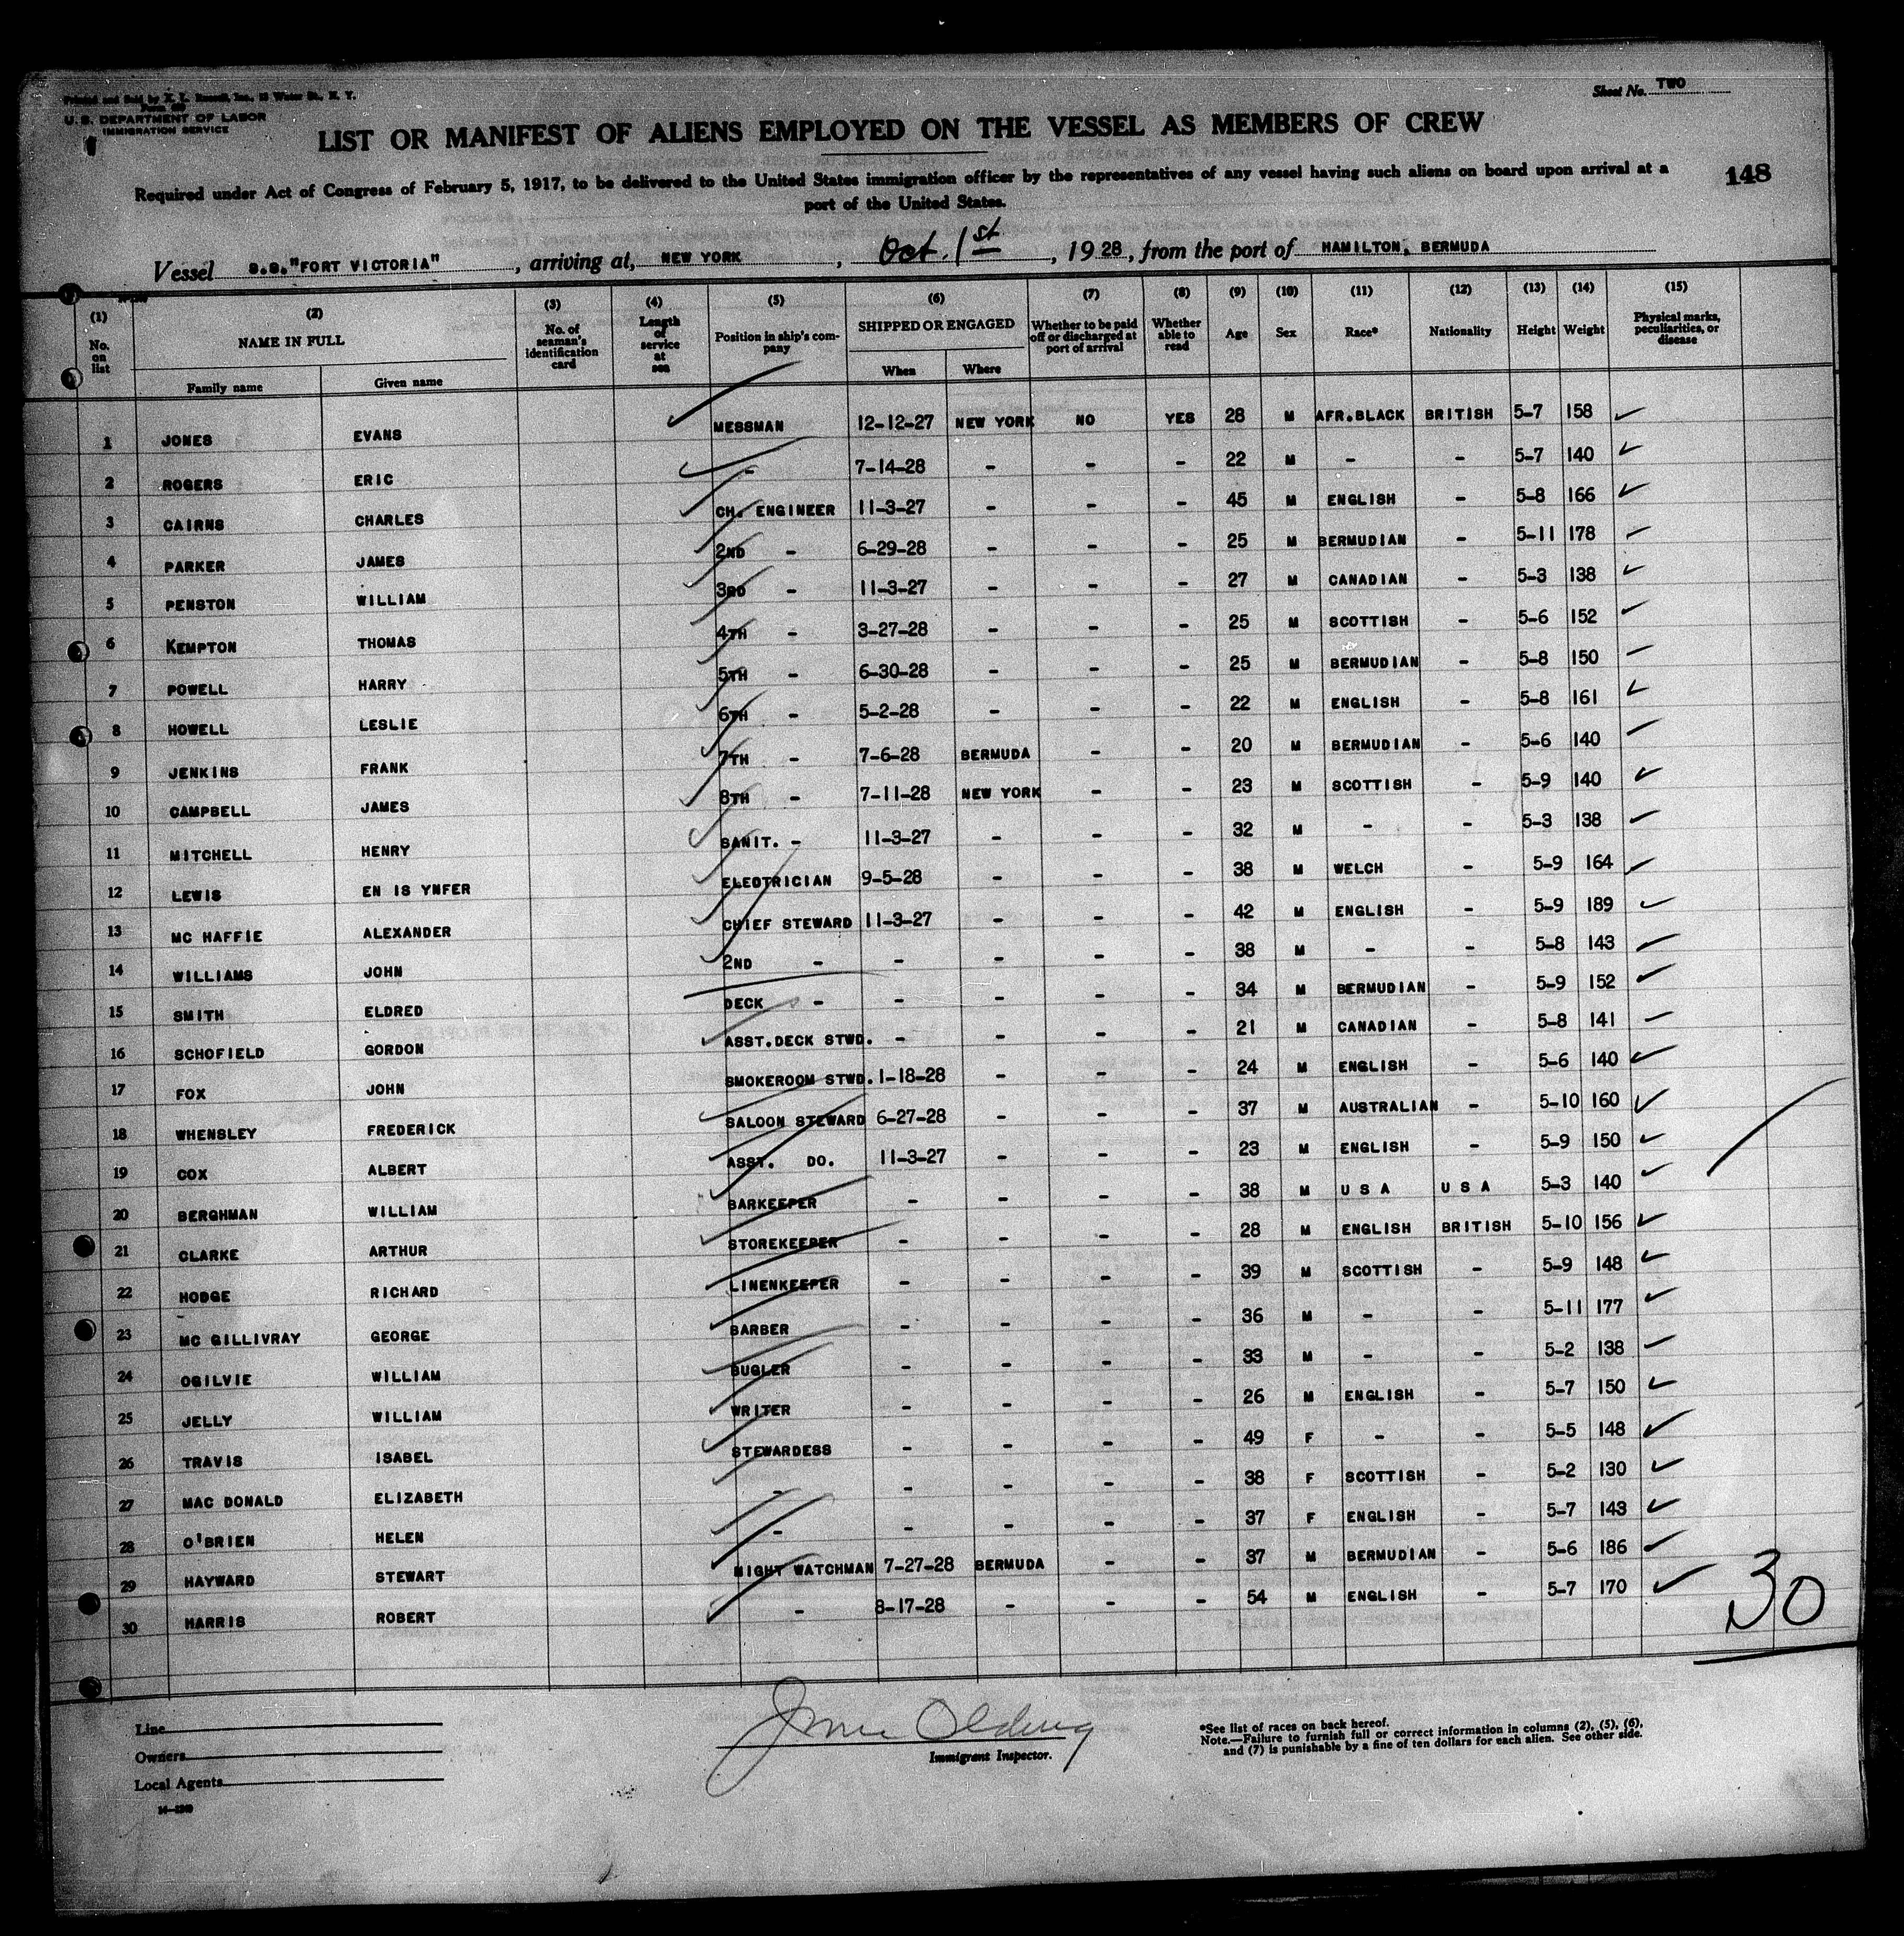 Printed and Sold by
Sheet No. TWO
U. S. DEPARTMENT OF LABOR
IMMIGRATION SERVICE
LIST OR MANIFEST OF ALIENS EMPLOYED ON THE VESSEL AS MEMBERS OF CREW
148
Required under Act of Congress of February 5, 1917, to be delivered to the United States immigration officer by the representatives of any vessel having such aliens on board upon arrival at a
port of the United States.
Vessel S.S."FORT VICTORIA", arriving at, NEW YORK, Oct. 1st, 1928, from the port of HAMILTON, BERMUDA
(1) (2) (3) (4) (5) (6) (7) (8) (9) (10) (11) (12) (13) (14) (15)
No. on list NAME IN FULL No. of seaman's identification card Length of service at sea Position in ship's company SHIPPED OR ENGAGED Whether to be paid off or discharged at port of arrival Whether able to read Age Sex Race* Nationality Height Weight Physical marks, peculiarities, or disease
Family name Given name When Where
1 JONES EVANS MESSMAN 12-12-27 NEW YORK NO YES 28 M AFR.BLACK BRITISH 5-7 158
2 ROGERS ERIC - 7-14-28 - - - 22 M - - 5-7 140
3 CAIRNS CHARLES CH. ENGINEER 11-3-27 - - - 45 M ENGLISH - 5-8 166
4 PARKER JAMES 2ND - 6-29-28 - - - 25 M BERMUDIAN - 5-11 178
5 PENSTON WILLIAM 3RD - 11-3-27 - - - 27 M CANADIAN - 5-3 138
6 KEMPTON THOMAS 4TH - 3-27-28 - - - 25 M SCOTTISH - 5-6 152
7 POWELL HARRY 5TH - 6-30-28 - - - 25 M BERMUDIAN - 5-8 150
8 HOWELL LESLIE 6TH - 5-2-28 - - - 22 M ENGLISH - 5-8 161
9 JENKINS FRANK 7TH - 7-6-28 BERMUDA - - 20 M BERMUDIAN - 5-6 140
10 CAMPBELL JAMES 8TH - 7-11-28 NEW YORK - - 23 M SCOTTISH - 5-9 140
11 MITCHELL HENRY SANIT. - 11-3-27 - - - 32 M - - 5-3 138
12 LEWIS EN IS YNFER ELECTRICIAN 9-5-28 - - - 38 M WELCH - 5-9 164
13 MC HAFFIE ALEXANDER CHIEF STEWARD 11-3-27 - - - 42 M ENGLISH - 5-9 189
14 WILLIAMS JOHN 2ND - - - - - 38 M - - 5-8 143
15 SMITH ELDRED DECK - - - - - 34 M BERMUDIAN - 5-9 152
16 SCHOFIELD GORDON ASST.DECK STWD. - - - - 21 M CANADIAN - 5-8 141
17 FOX JOHN SMOKEROOM STWD. 1-18-28 - - - 24 M ENGLISH - 5-6 140
18 WHENSLEY FREDERICK SALOON STEWARD 6-27-28 - - - 37 M AUSTRALIAN - 5-10 160
19 COX ALBERT ASST. DO. 11-3-27 - - - 23 M ENGLISH - 5-9 150
20 BERGHMAN WILLIAM BARKEEPER - - - - 38 M U S A U S A 5-3 140
21 CLARKE ARTHUR STOREKEEPER - - - - 28 M ENGLISH BRITISH 5-10 156
22 HODGE RICHARD LINENKEEPER - - - - 39 M SCOTTISH - 5-9 148
23 MC GILLIVRAY GEORGE BARBER - - - - 36 M - - 5-11 177
24 OGILVIE WILLIAM BUGLER - - - - 33 M - - 5-2 138
25 JELLY WILLIAM WRITER - - - - 26 M ENGLISH - 5-7 150
26 TRAVIS ISABEL STEWARDESS - - - - 49 F - - 5-5 148
27 MAC DONALD ELIZABETH - - - - - 38 F SCOTTISH - 5-2 130
28 O'BRIEN HELEN - - - - - 37 F ENGLISH - 5-7 143
29 HAYWARD STEWART NIGHT WATCHMAN 7-27-28 BERMUDA - - 37 M BERMUDIAN - 5-6 186
30 HARRIS ROBERT - 8-17-28 - - - 54 M ENGLISH - 5-7 170
30
Line
Owners
Local Agents
Immigrant Inspector.
*See list of races on back hereof.
Note.—Failure to furnish full or correct information in columns (2), (5), (6),
and (7) is punishable by a fine of ten dollars for each alien. See other side.